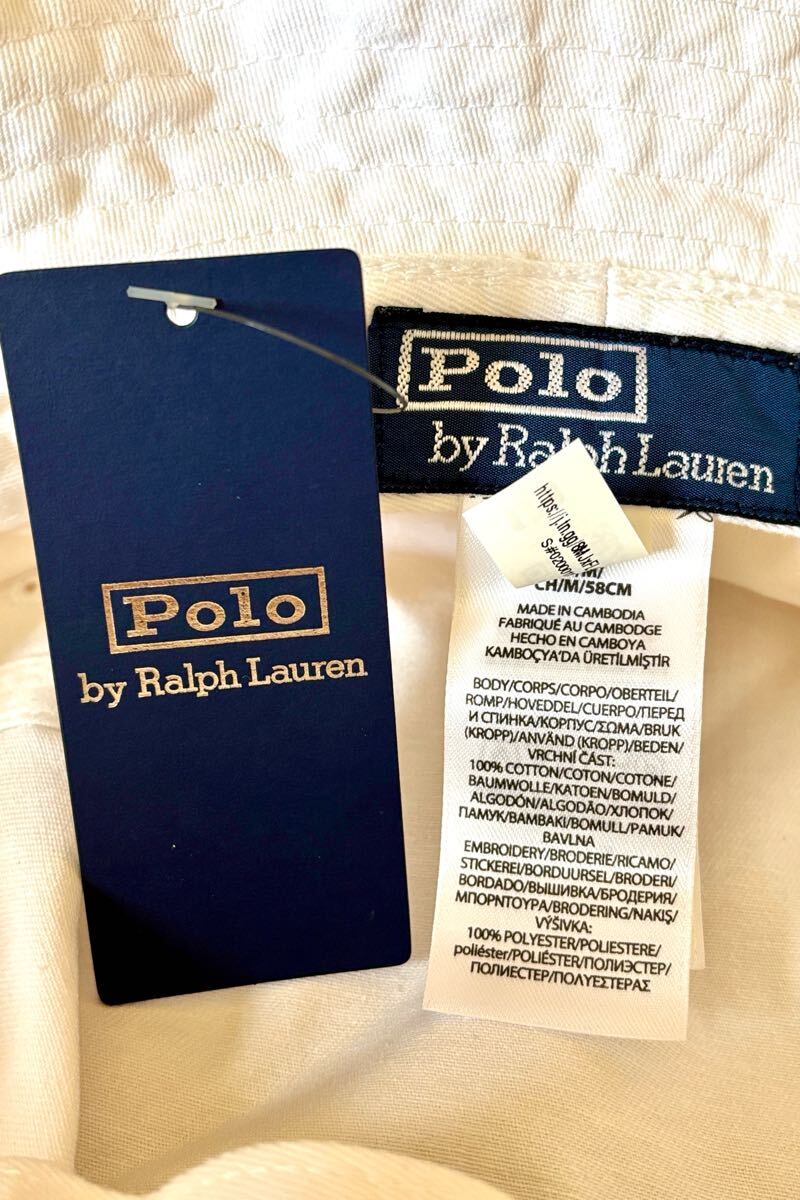 Polo
by Ralph Lauren
Polo
by Ralph Lauren
CH/M/58CM
MADE IN CAMBODIA
FABRIQUÉ AU CAMBODGE
HECHO EN CAMBOYA
KAMBOÇYA'DA ÜRETİLMİŞTİR
BODY/CORPS/CORPO/OBERTEIL/
ROMP/HOVEDDEL/CUERPO/ПЕРЕД
И СПИНКА/КОРПУС/ΣΩΜΑ/BRUK
(KROPP)/ANVÄND (KROPP)/BEDEN/
VRCHNÍ ČÁST:
100% COTTON/COTON/COTONE/
BAUMWOLLE/KATOEN/BOMULD/
ALGODÓN/ALGODÃO/ХЛОПОК/
ПАМУК/ΒΑΜΒΑΚΙ/BOMULL/PAMUK/
BAVLNA
EMBROIDERY/BRODERIE/RICAMO/
STICKEREI/BORDUURSEL/BRODERI/
BORDADO/ВЫШИВКА/БРОДЕРИЯ/
ΜΠΟΡΝΤΟΥΡΑ/BRODERING/NAKIŞ/
VÝŠIVKA:
100% POLYESTER/POLIESTERE/
poliéster/POLIÉSTER/ПОЛИЭСТЕР/
ПОЛИЕСТЕР/ΠΟΛΥΕΣΤΕΡΑΣ